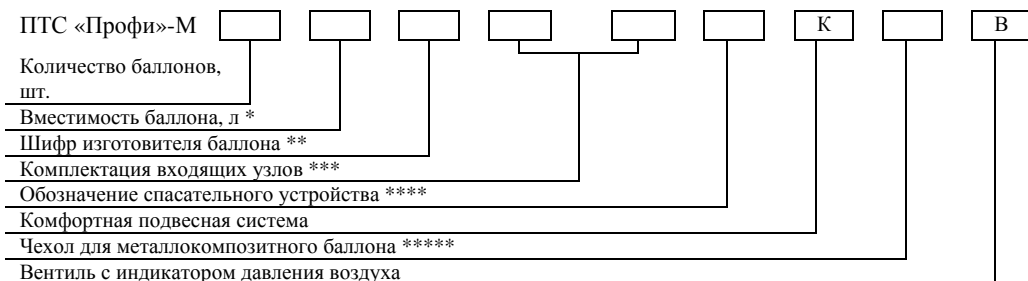 ПТС «Профи»-М К В
Количество баллонов,
шт.
Вместимость баллона, л *
Шифр изготовителя баллона **
Комплектация входящих узлов ***
Обозначение спасательного устройства ****
Комфортная подвесная система
Чехол для металлокомпозитного баллона *****
Вентиль с индикатором давления воздуха